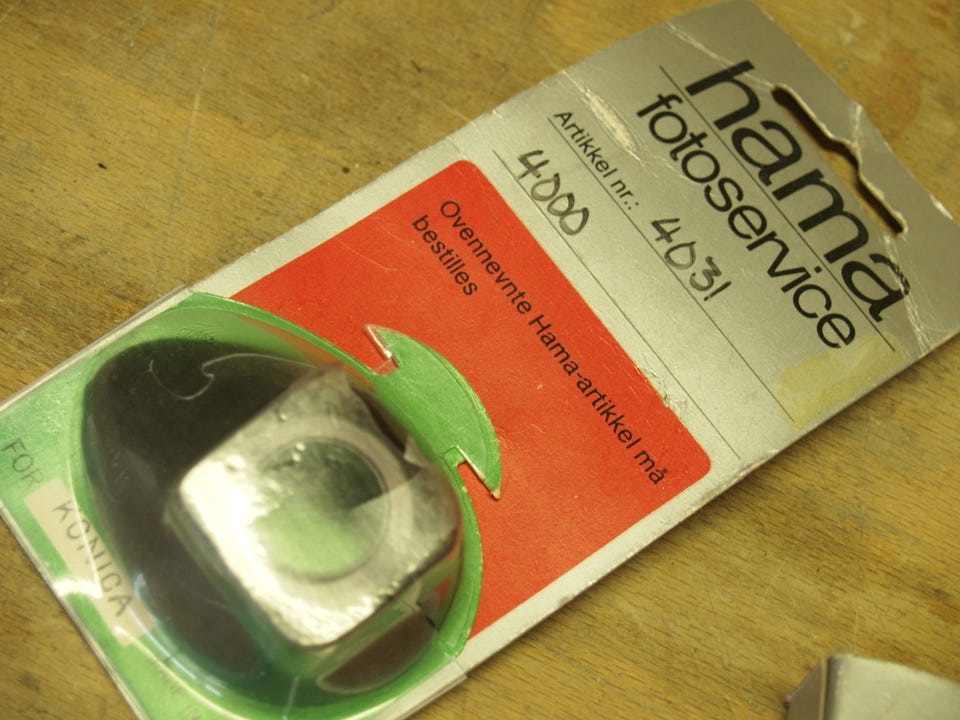 hama
fotoservice
Artikkel nr.: 4031
4000
Ovennevnte Hama-artikkel må
bestilles
FOR
KONICA